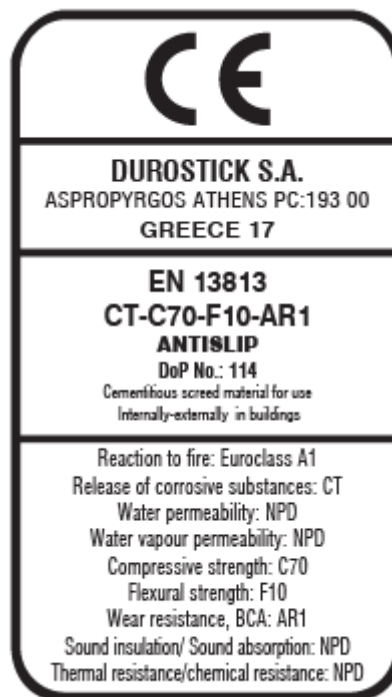 CE
DUROSTICK S.A.
ASPROPYRGOS ATHENS PC:193 00
GREECE 17
EN 13813
CT-C70-F10-AR1
ANTISLIP
DoP No.: 114
Cementitious screed material for use
Internally-externally in buildings
Reaction to fire: Euroclass A1
Release of corrosive substances: CT
Water permeability: NPD
Water vapour permeability: NPD
Compressive strength: C70
Flexural strength: F10
Wear resistance, BCA: AR1
Sound insulation/ Sound absorption: NPD
Thermal resistance/chemical resistance: NPD